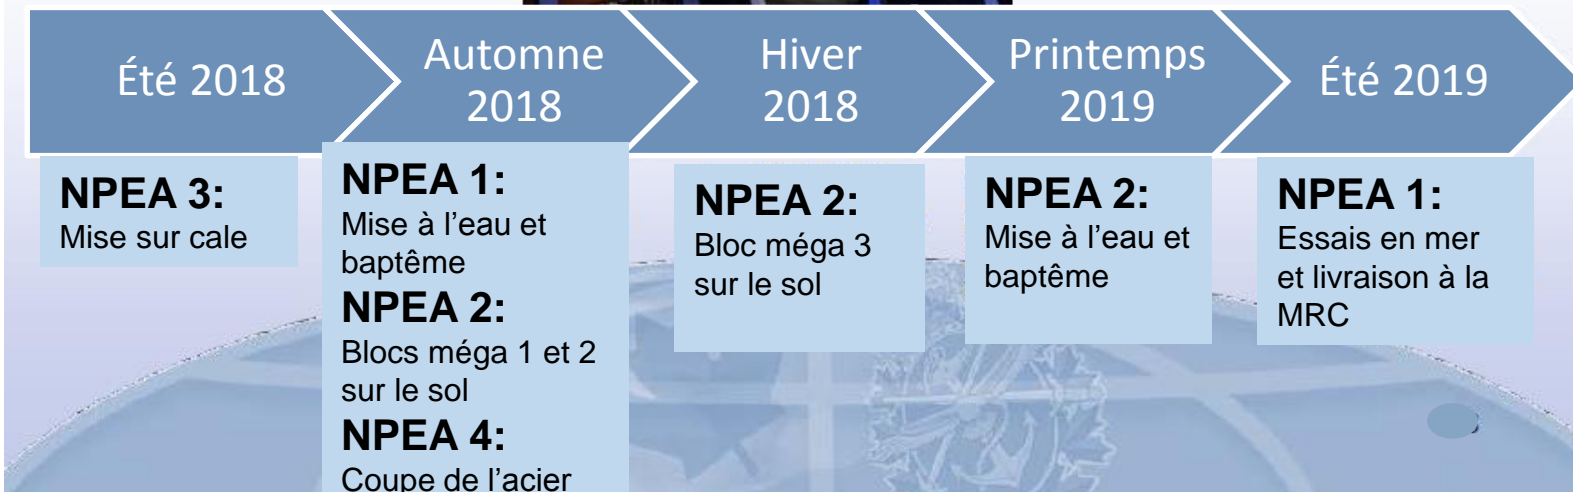 Été 2018
Automne
2018
Hiver
2018
Printemps
2019
Été 2019
NPEA 3:
Mise sur cale
NPEA 1:
Mise à l’eau et
baptême
NPEA 2:
Blocs méga 1 et 2
sur le sol
NPEA 4:
Coupe de l’acier
NPEA 2:
Bloc méga 3
sur le sol
NPEA 2:
Mise à l’eau et
baptême
NPEA 1:
Essais en mer
et livraison à la
MRC